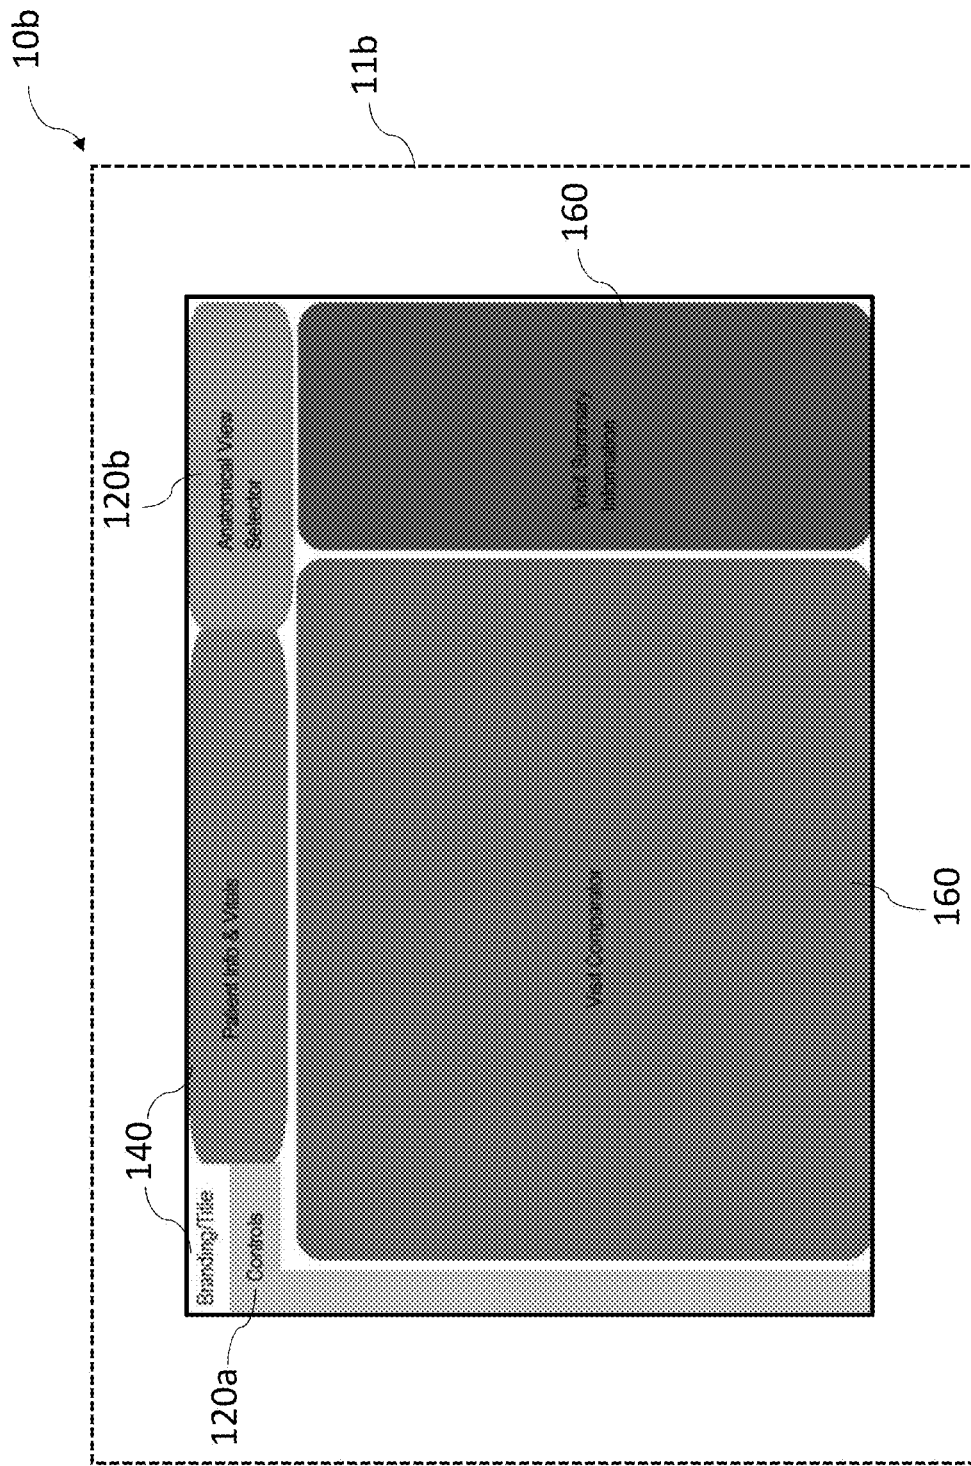 10b
11b
120b
140
120a
160
160
Branding/Title
Controls
Patient Info & Vitals
Anatomical View
Selector
Visit Comparator
Visit Summary
Information